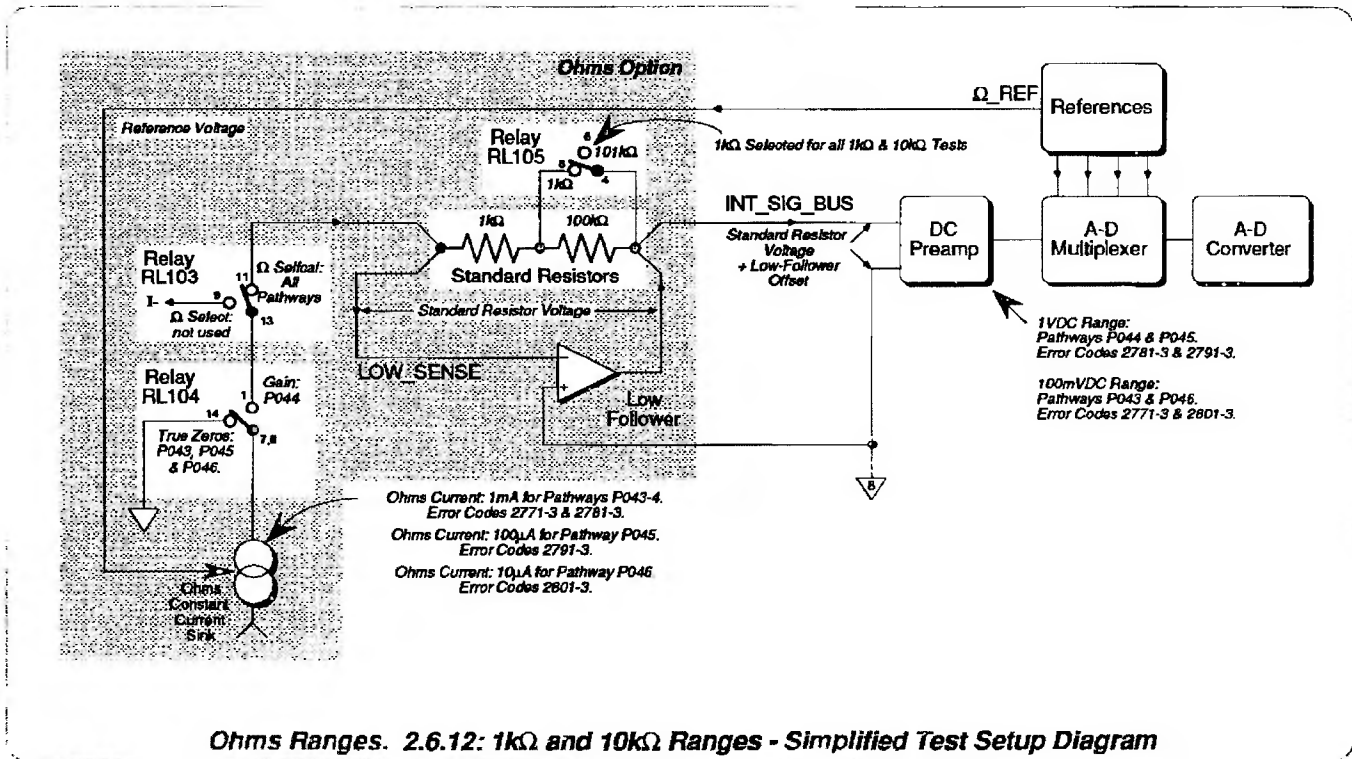 Ohms Option
Ω_REF
References
Reference Voltage
Relay
RL105
6
101kΩ
5
1kΩ
4
1kΩ Selected for all 1kΩ & 10kΩ Tests
1kΩ
100kΩ
Standard Resistors
INT_SIG_BUS
Standard Resistor
Voltage
+ Low-Follower
Offset
DC
Preamp
A-D
Multiplexer
A-D
Converter
Relay
RL103
11
Ω Selfcal:
All
Pathways
I-
9
Ω Select:
not used
13
Standard Resistor Voltage
LOW_SENSE
-
+
Low
Follower
1VDC Range:
Pathways P044 & P045.
Error Codes 2781-3 & 2791-3.
100mVDC Range:
Pathways P043 & P046.
Error Codes 2771-3 & 2801-3.
Relay
RL104
1
Gain:
P044
14
7,8
True Zeros:
P043, P045
& P046.
8
Ohms Current: 1mA for Pathways P043-4.
Error Codes 2771-3 & 2781-3.
Ohms Current: 100µA for Pathway P045.
Error Codes 2791-3.
Ohms Current: 10µA for Pathway P046.
Error Codes 2801-3.
Ohms
Constant
Current
Sink
Ohms Ranges. 2.6.12: 1kΩ and 10kΩ Ranges - Simplified Test Setup Diagram